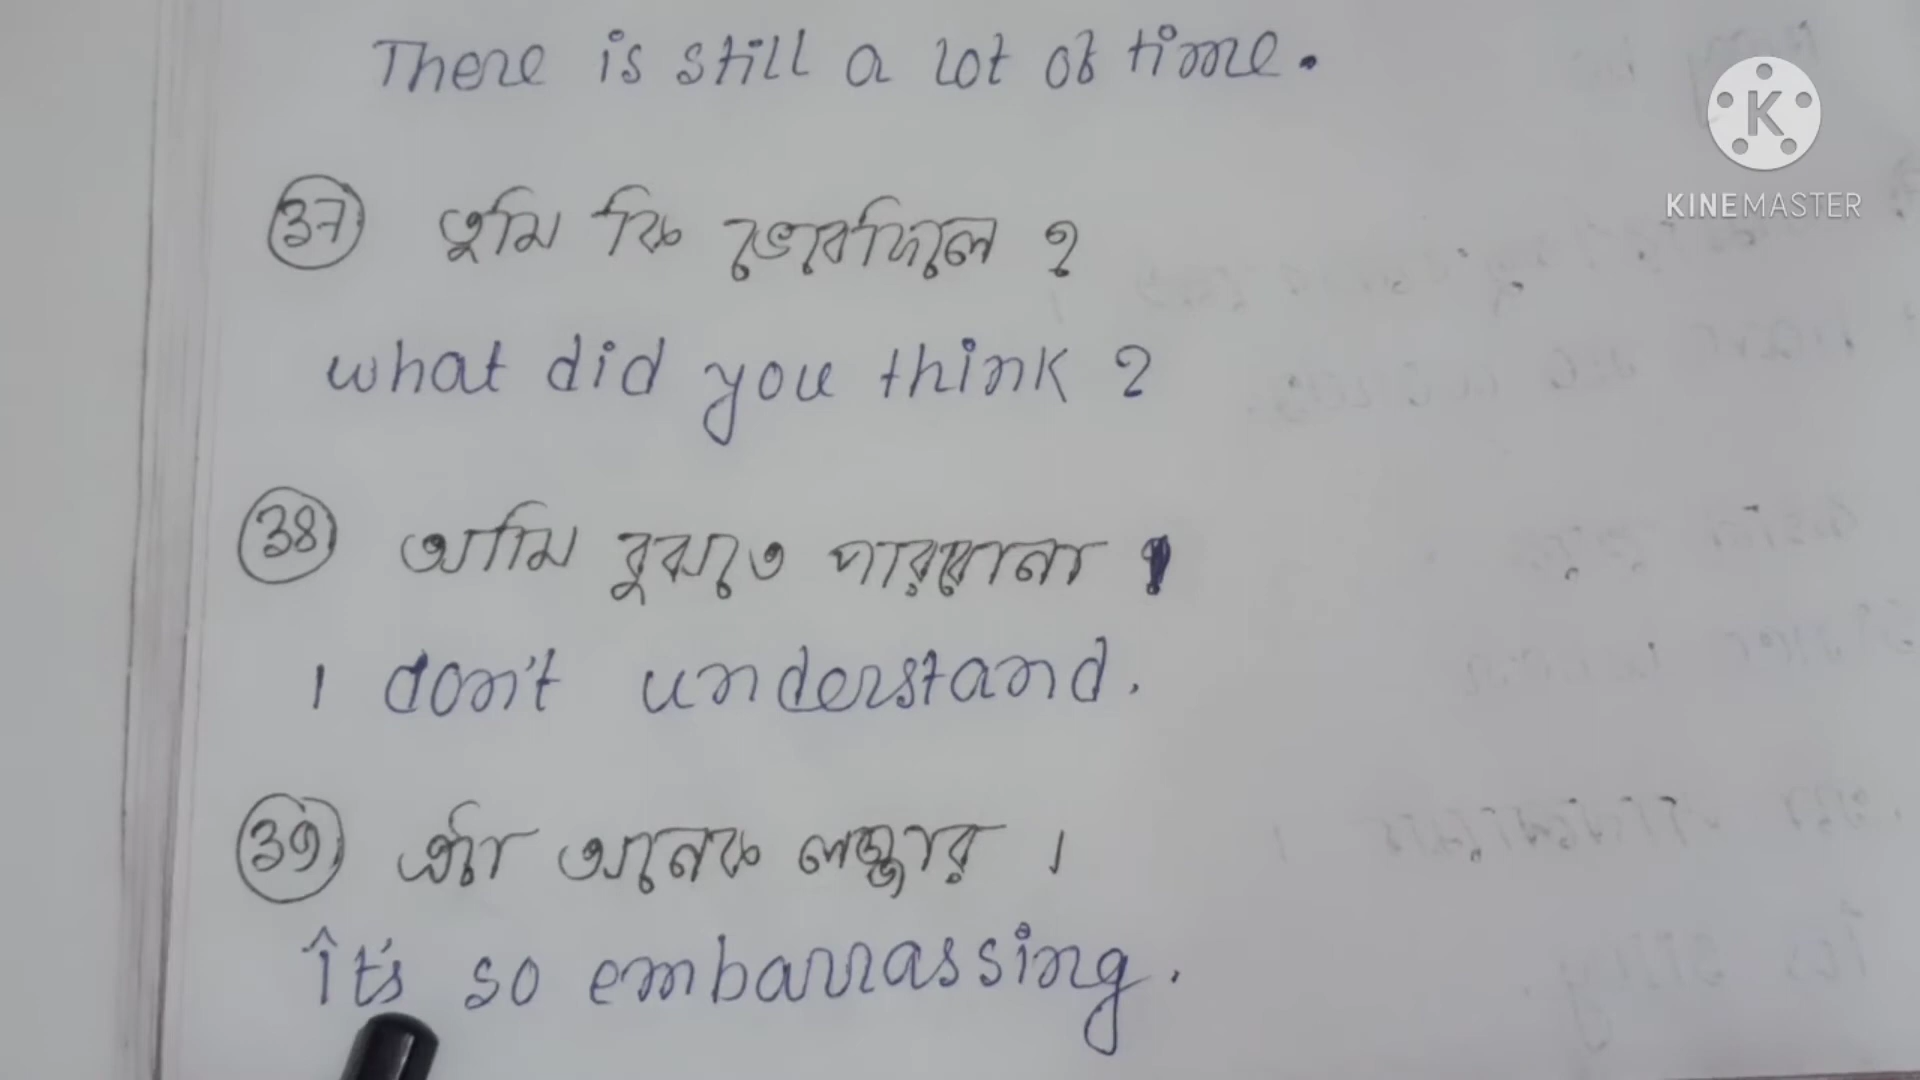 There is still a lot of time.
37 তুমি কি ভেবেছিলে ?
what did you think ?
38 আমি বুঝতে পারবোনা ।
I don't understand.
39 এটা অনেক লজ্জার ।
It's so embarrassing.
K
KINEMASTER